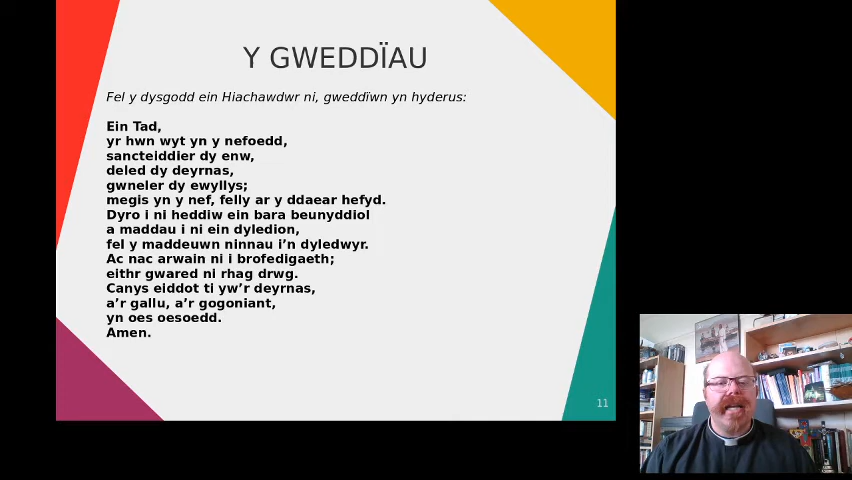 Y GWEDDÏAU
Fel y dysgodd ein Hiachawdwr ni, gweddïwn yn hyderus:
Ein Tad,
yr hwn wyt yn y nefoedd,
sancteiddier dy enw,
deled dy deyrnas,
gwneler dy ewyllys;
megis yn y nef, felly ar y ddaear hefyd.
Dyro i ni heddiw ein bara beunyddiol
a maddau i ni ein dyledion,
fel y maddeuwn ninnau i’n dyledwyr.
Ac nac arwain ni i brofedigaeth;
eithr gwared ni rhag drwg.
Canys eiddot ti yw’r deyrnas,
a’r gallu, a’r gogoniant,
yn oes oesoedd.
Amen.
11